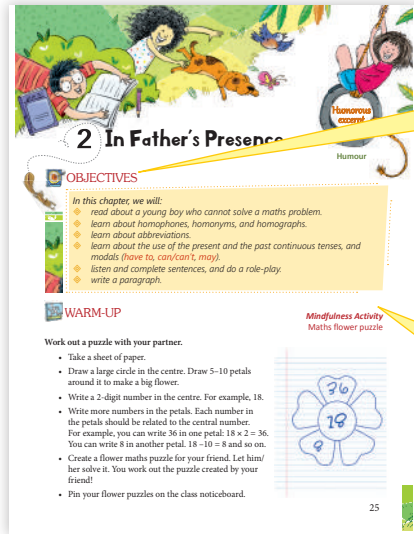 Humorous
excerpt
2 In Father's Presence
Humour
OBJECTIVES
In this chapter, we will:
read about a young boy who cannot solve a maths problem.
learn about homophones, homonyms, and homographs.
learn about abbreviations.
learn about the use of the present and the past continuous tenses, and
modals (have to, can/can't, may).
listen and complete sentences, and do a role-play.
write a paragraph.
WARM-UP
Mindfulness Activity
Maths flower puzzle
Work out a puzzle with your partner.
• Take a sheet of paper.
• Draw a large circle in the centre. Draw 5–10 petals
around it to make a big flower.
• Write a 2-digit number in the centre. For example, 18.
• Write more numbers in the petals. Each number in
the petals should be related to the central number.
For example, you can write 36 in one petal: 18 × 2 = 36.
You can write 8 in another petal. 18 –10 = 8 and so on.
• Create a flower maths puzzle for your friend. Let him/
her solve it. You work out the puzzle created by your
friend!
• Pin your flower puzzles on the class noticeboard.
36
18
8
25